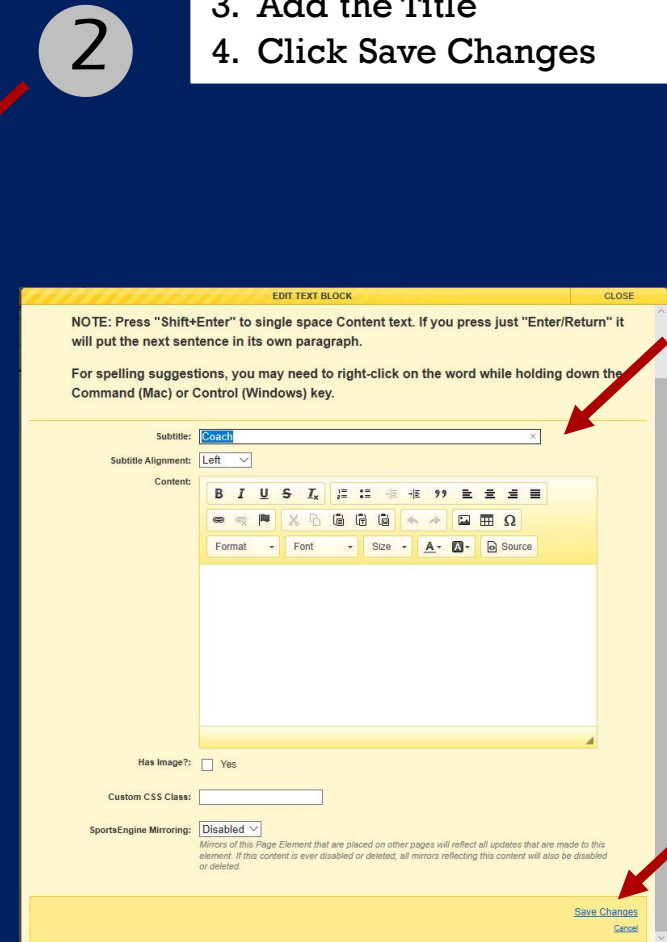 3. Add the Title
2
4. Click Save Changes
EDIT TEXT BLOCK
CLOSE
NOTE: Press "Shift+Enter" to single space Content text. If you press just "Enter/Return" it
will put the next sentence in its own paragraph.
For spelling suggestions, you may need to right-click on the word while holding down the
Command (Mac) or Control (Windows) key.
Subtitle: Coach ×
Subtitle Alignment: Left
Content:
B I U S Ix
Format Font Size A A Source
Has Image?: Yes
Custom CSS Class:
SportsEngine Mirroring: Disabled
Mirrors of this Page Element that are placed on other pages will reflect all updates that are made to this
element. If this content is ever disabled or deleted, all mirrors reflecting this content will also be disabled
or deleted.
Save Changes
Cancel